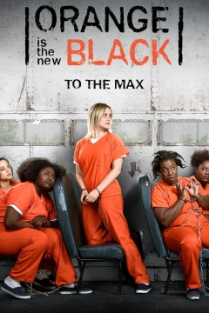 ORANGE
is the new
BLACK
TO THE MAX